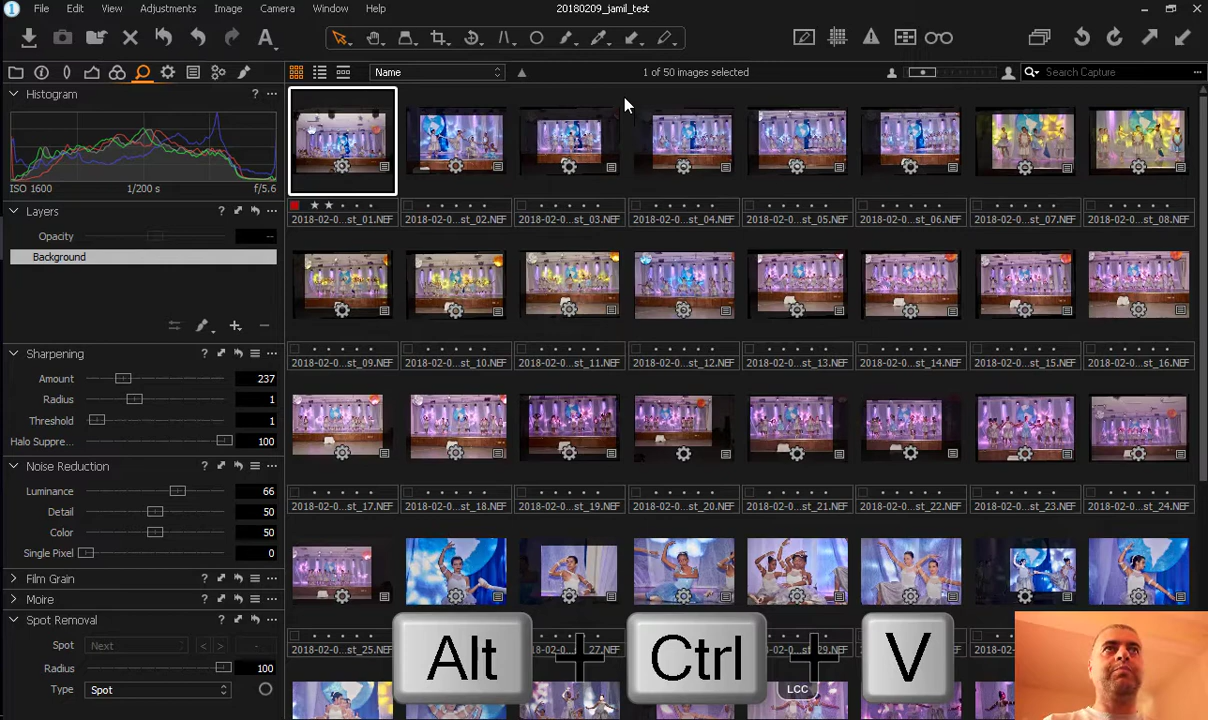 File Edit View Adjustments Image Camera Window Help 20180209_jamil_test
Name 1 of 50 images selected Search Capture
Histogram
ISO 1600 1/200 s f/5.6
Layers
Opacity --
Background
Sharpening
Amount 237
Radius 1
Threshold 1
Halo Suppre... 100
Noise Reduction
Luminance 66
Detail 50
Color 50
Single Pixel 0
Film Grain
Moire
Spot Removal
Spot Next -
Radius 100
Type Spot
2018-02-0...st_01.NEF 2018-02-0...st_02.NEF 2018-02-0...st_03.NEF 2018-02-0...st_04.NEF 2018-02-0...st_05.NEF 2018-02-0...st_06.NEF 2018-02-0...st_07.NEF 2018-02-0...st_08.NEF
2018-02-0...st_09.NEF 2018-02-0...st_10.NEF 2018-02-0...st_11.NEF 2018-02-0...st_12.NEF 2018-02-0...st_13.NEF 2018-02-0...st_14.NEF 2018-02-0...st_15.NEF 2018-02-0...st_16.NEF
2018-02-0...st_17.NEF 2018-02-0...st_18.NEF 2018-02-0...st_19.NEF 2018-02-0...st_20.NEF 2018-02-0...st_21.NEF 2018-02-0...st_22.NEF 2018-02-0...st_23.NEF 2018-02-0...st_24.NEF
2018-02-0...st_25.NEF
Alt + Ctrl + V
LCC